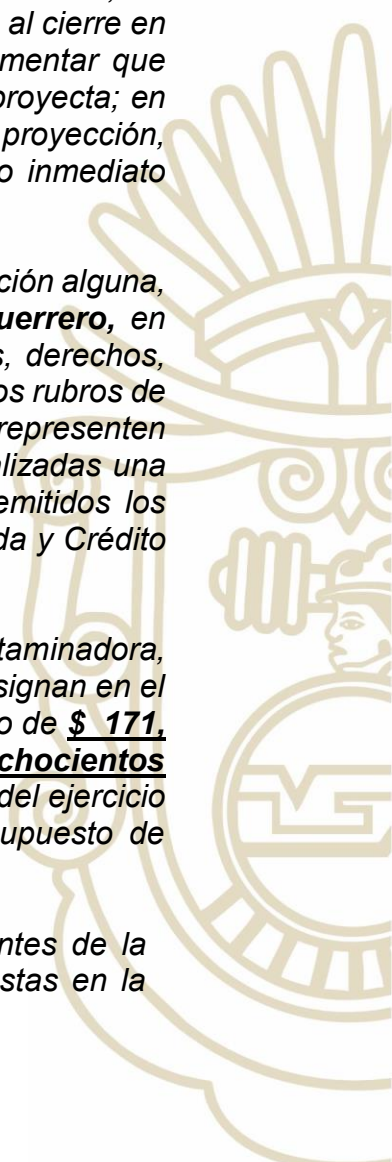 al cierre en
mentar que
proyecta; en
proyección,
o inmediato
ción alguna,
uerrero, en
s, derechos,
os rubros de
representen
alizadas una
emitidos los
da y Crédito
taminadora,
signan en el
o de $ 171,
chocientos
del ejercicio
supuesto de
ntes de la
stas en la